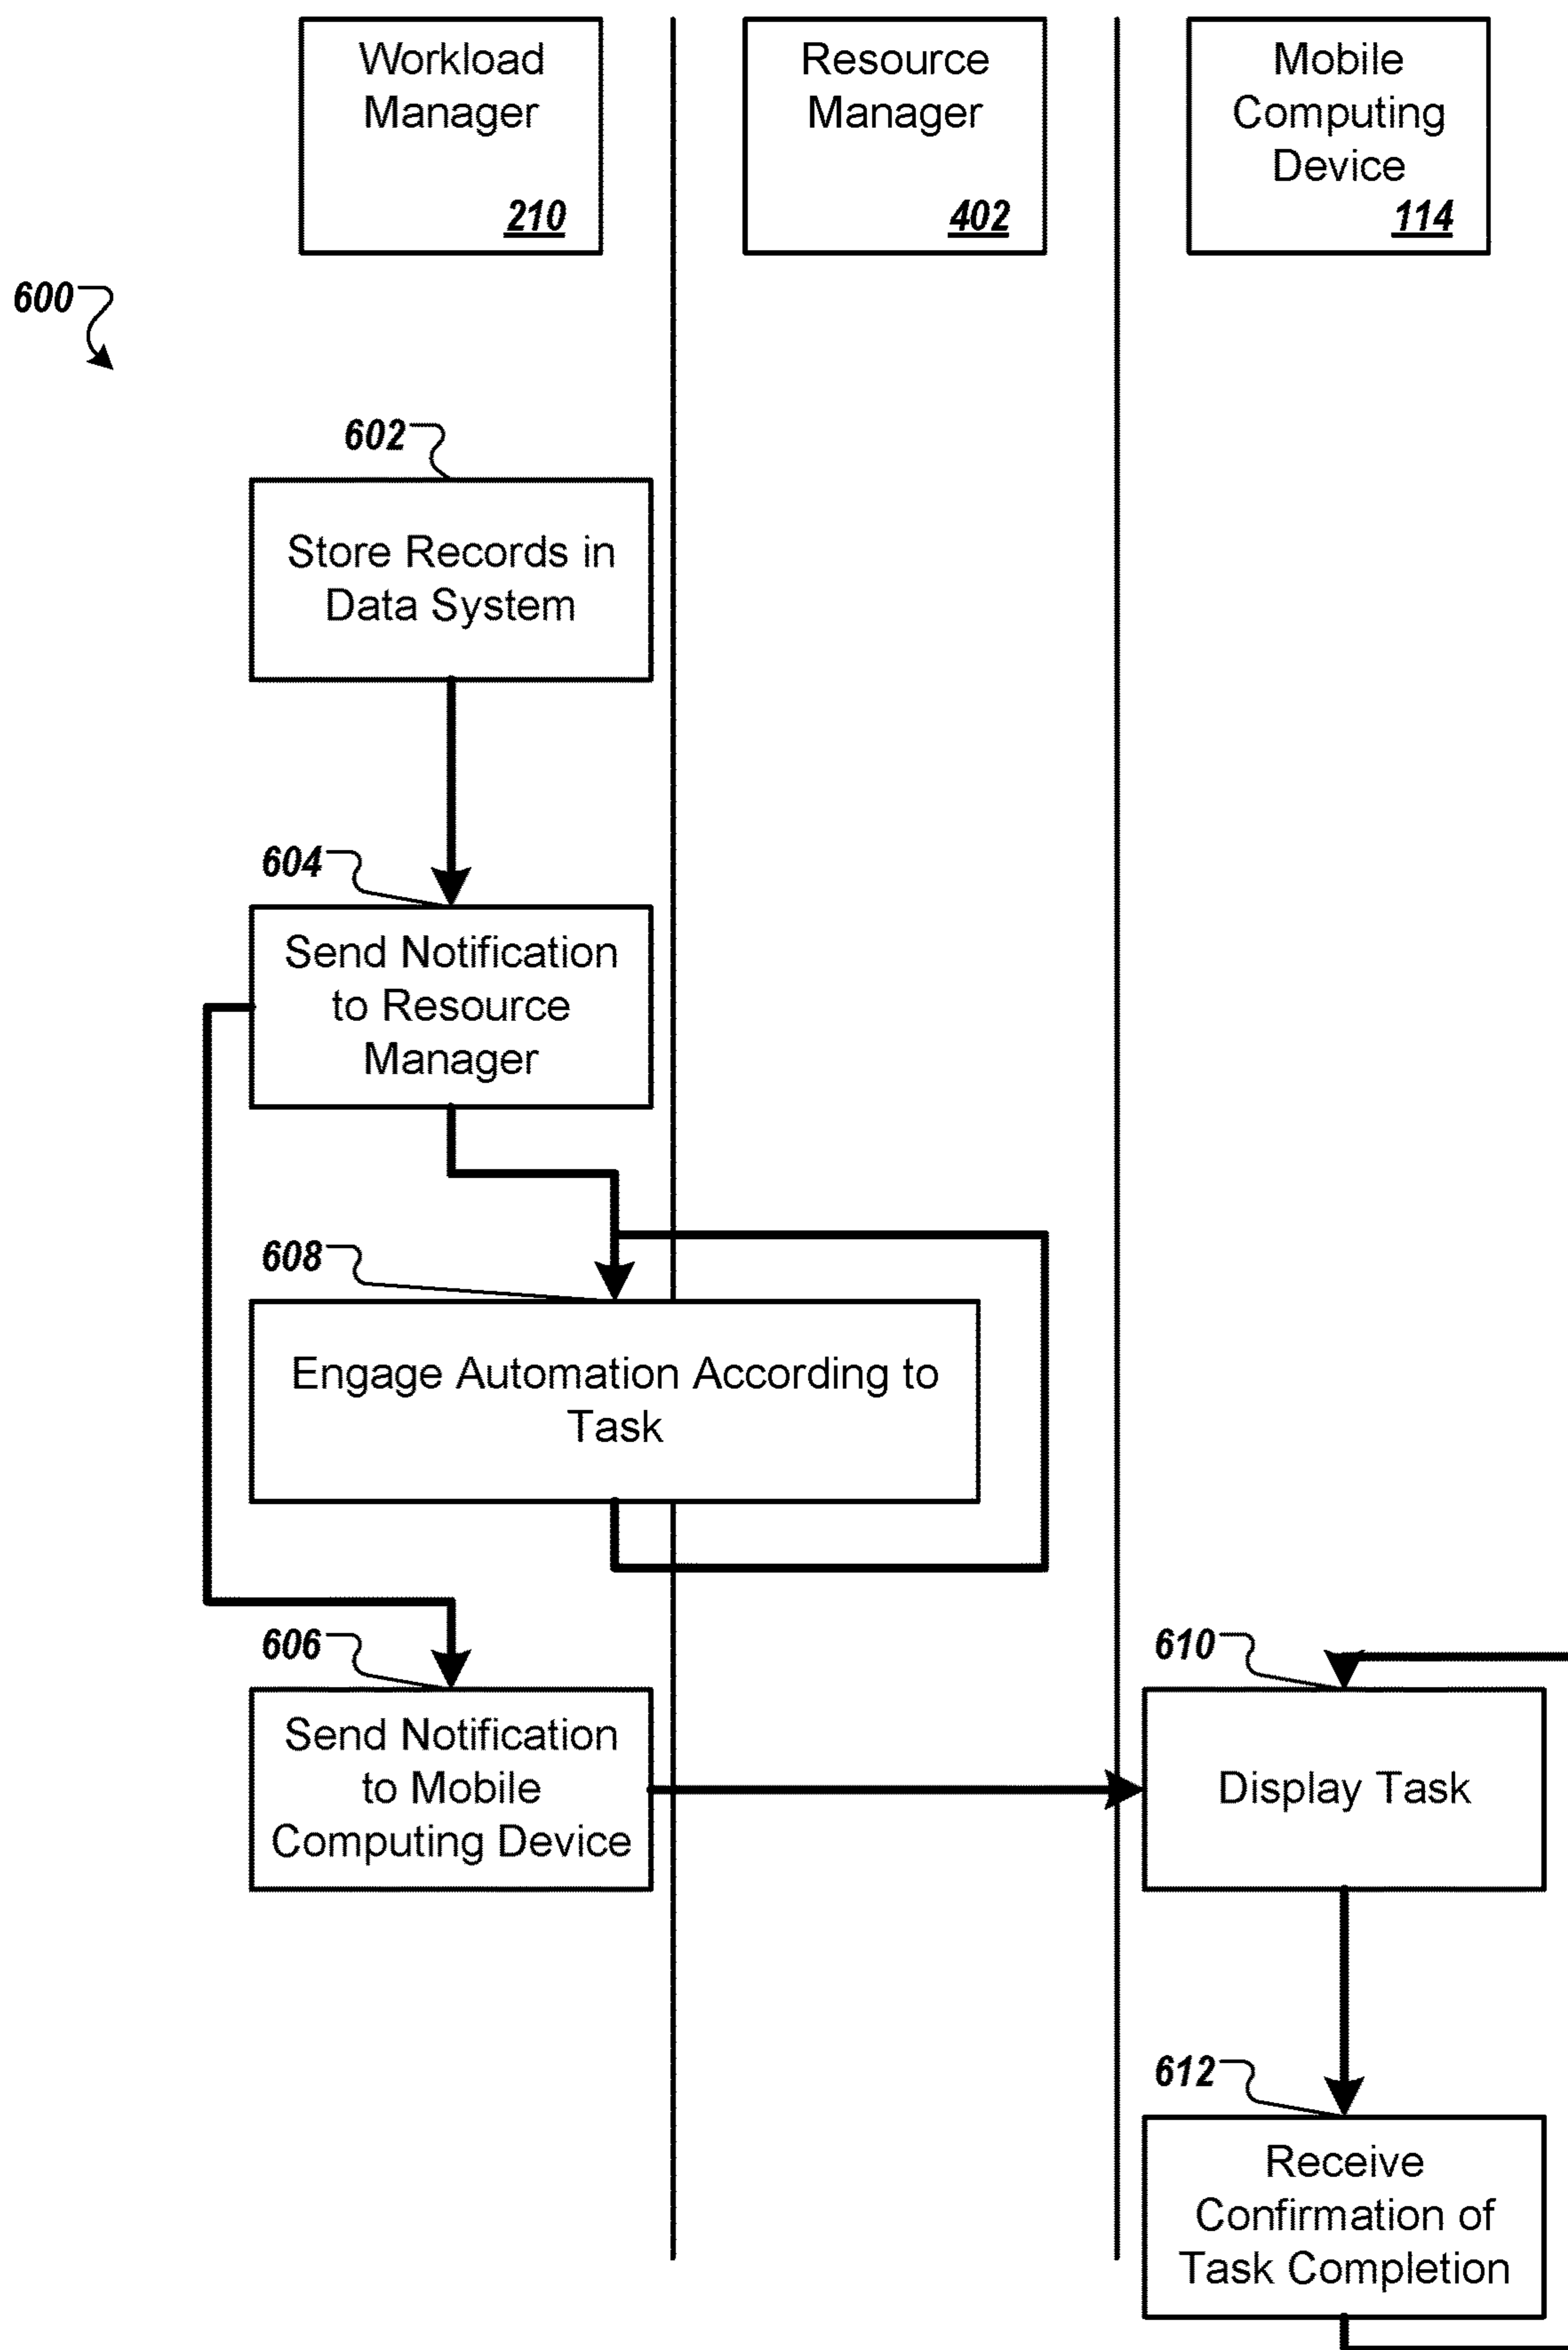 Workload
Manager
210
Resource
Manager
402
Mobile
Computing
Device
114
600
602
Store Records in
Data System
604
Send Notification
to Resource
Manager
608
Engage Automation According to
Task
606
Send Notification
to Mobile
Computing Device
610
Display Task
612
Receive
Confirmation of
Task Completion